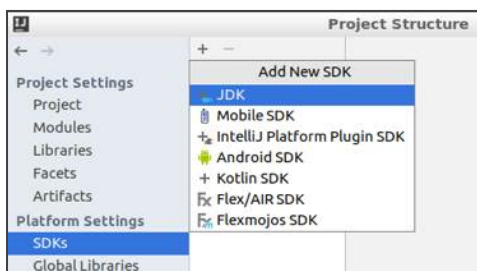 Project Structure
Project Settings
Project
Modules
Libraries
Facets
Artifacts
Platform Settings
SDKs
Global Libraries
Add New SDK
JDK
Mobile SDK
IntelliJ Platform Plugin SDK
Android SDK
Kotlin SDK
Flex/AIR SDK
Flexmojos SDK